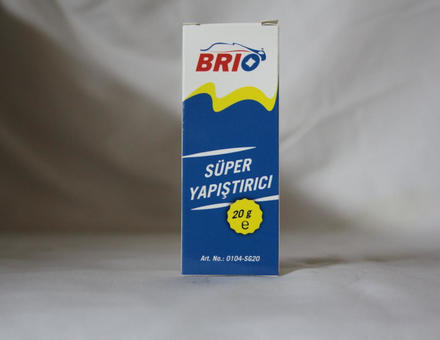 BRIO
SÜPER
YAPIŞTIRICI
20 g
e
Art. No.: 0104-SG20